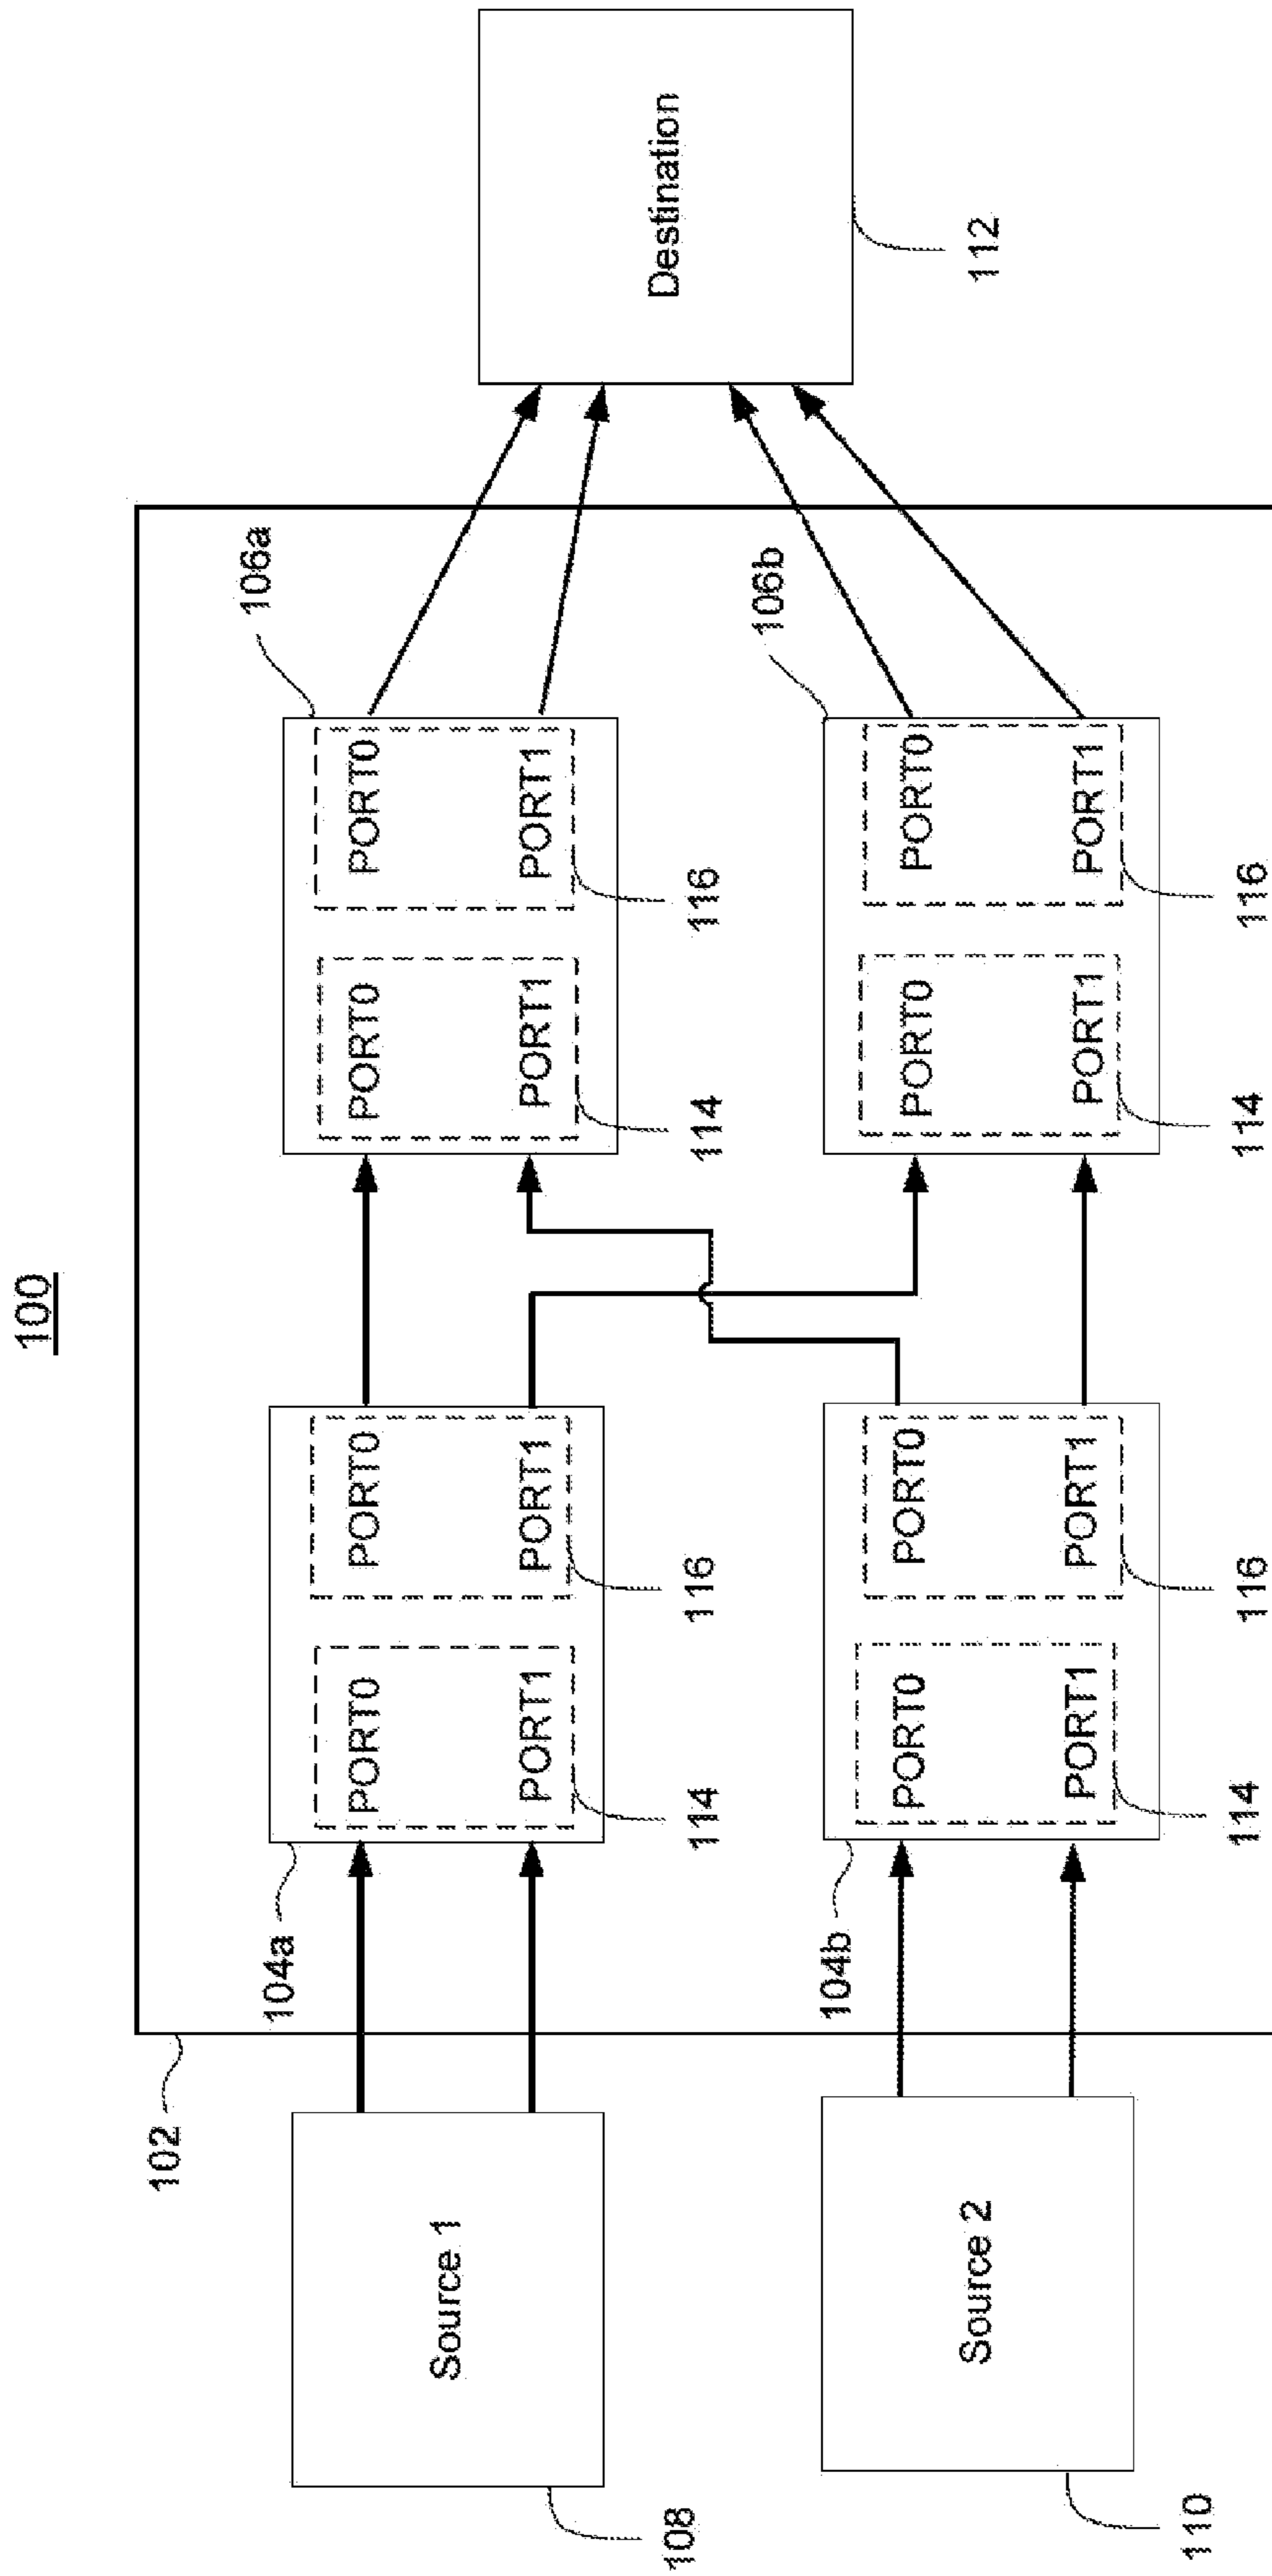 100
102
104a
106a
Source 1
108
PORT0
PORT1
114
PORT0
PORT1
116
PORT0
PORT1
114
PORT0
PORT1
116
Destination
112
104b
106b
Source 2
110
PORT0
PORT1
114
PORT0
PORT1
116
PORT0
PORT1
114
PORT0
PORT1
116